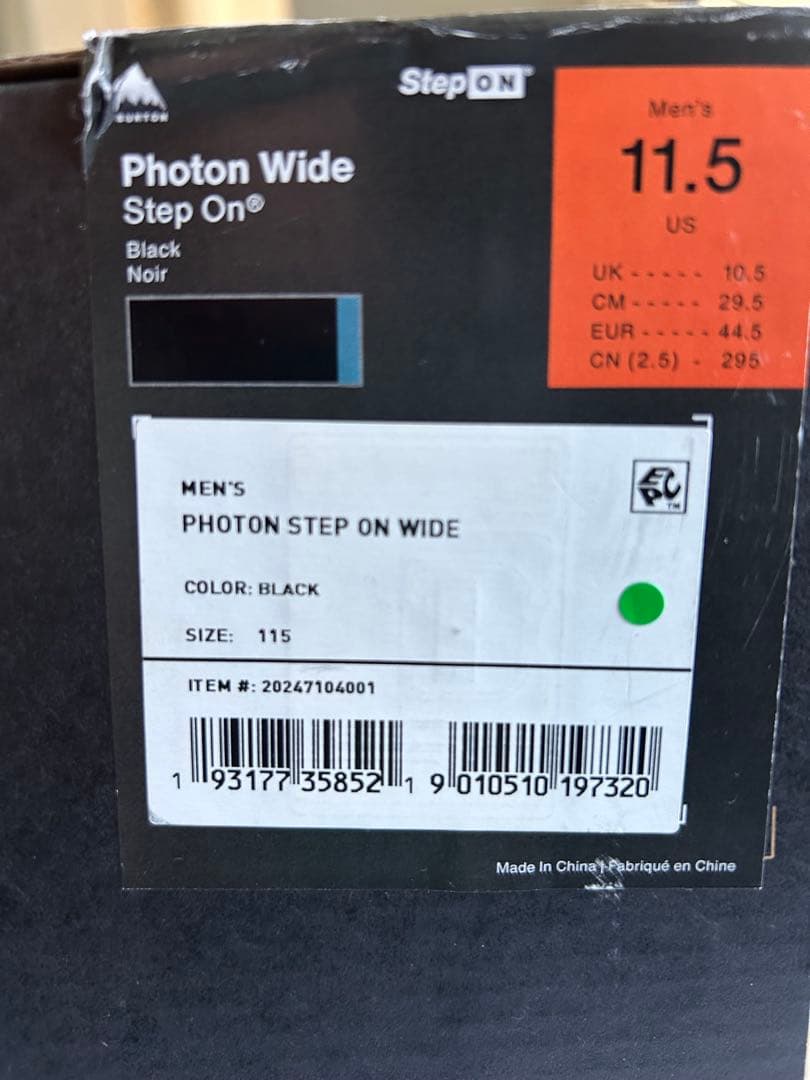 BURTON
StepON
Photon Wide
Step On®
Black
Noir
Men's
11.5
US
UK - - - - - 10.5
CM - - - - - 29.5
EUR - - - - - 44.5
CN (2.5) - 295
MEN'S
PHOTON STEP ON WIDE
EPC™
COLOR: BLACK
SIZE: 115
ITEM #: 20247104001
1 93177 35852 1
9 010510 197320
Made In China | Fabriqué en Chine